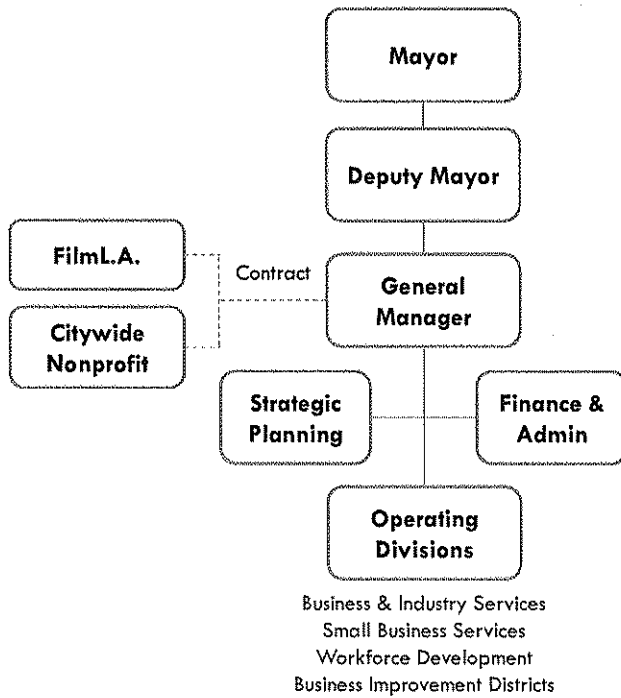 Mayor
Deputy Mayor
FilmL.A.
Contract
General
Manager
Citywide
Nonprofit
Strategic
Planning
Finance &
Admin
Operating
Divisions
Business & Industry Services
Small Business Services
Workforce Development
Business Improvement Districts